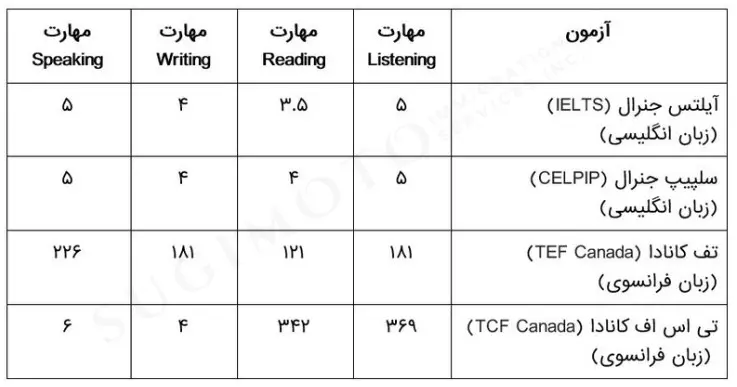 آزمون
مهارت Listening
مهارت Reading
مهارت Writing
مهارت Speaking
آیلتس جنرال (IELTS) (زبان انگلیسی)
۵
۳.۵
۴
۵
سلپیپ جنرال (CELPIP) (زبان انگلیسی)
۵
۴
۴
۵
تف کانادا (TEF Canada) (زبان فرانسوی)
۱۸۱
۱۲۱
۱۸۱
۲۲۶
تی اس اف کانادا (TCF Canada) (زبان فرانسوی)
۳۶۹
۳۴۲
۴
۶
SUGIMOTO
IMMIGRATION
SERVICES INC.